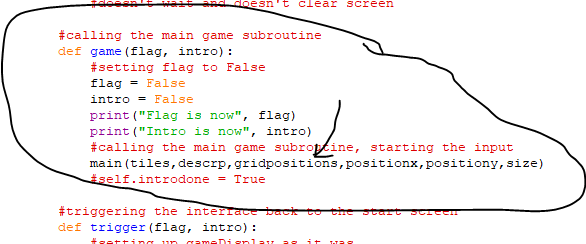 #doesn't wait and doesn't clear screen
#calling the main game subroutine
def game(flag, intro):
#setting flag to False
flag = False
intro = False
print("Flag is now", flag)
print("Intro is now", intro)
#calling the main game subroutine, starting the input
main(tiles,descrp,gridpositions,positionx,positiony,size)
#self.introdone = True
#triggering the interface back to the start screen
def trigger(flag, intro):
#setting up gameDisplay as it was